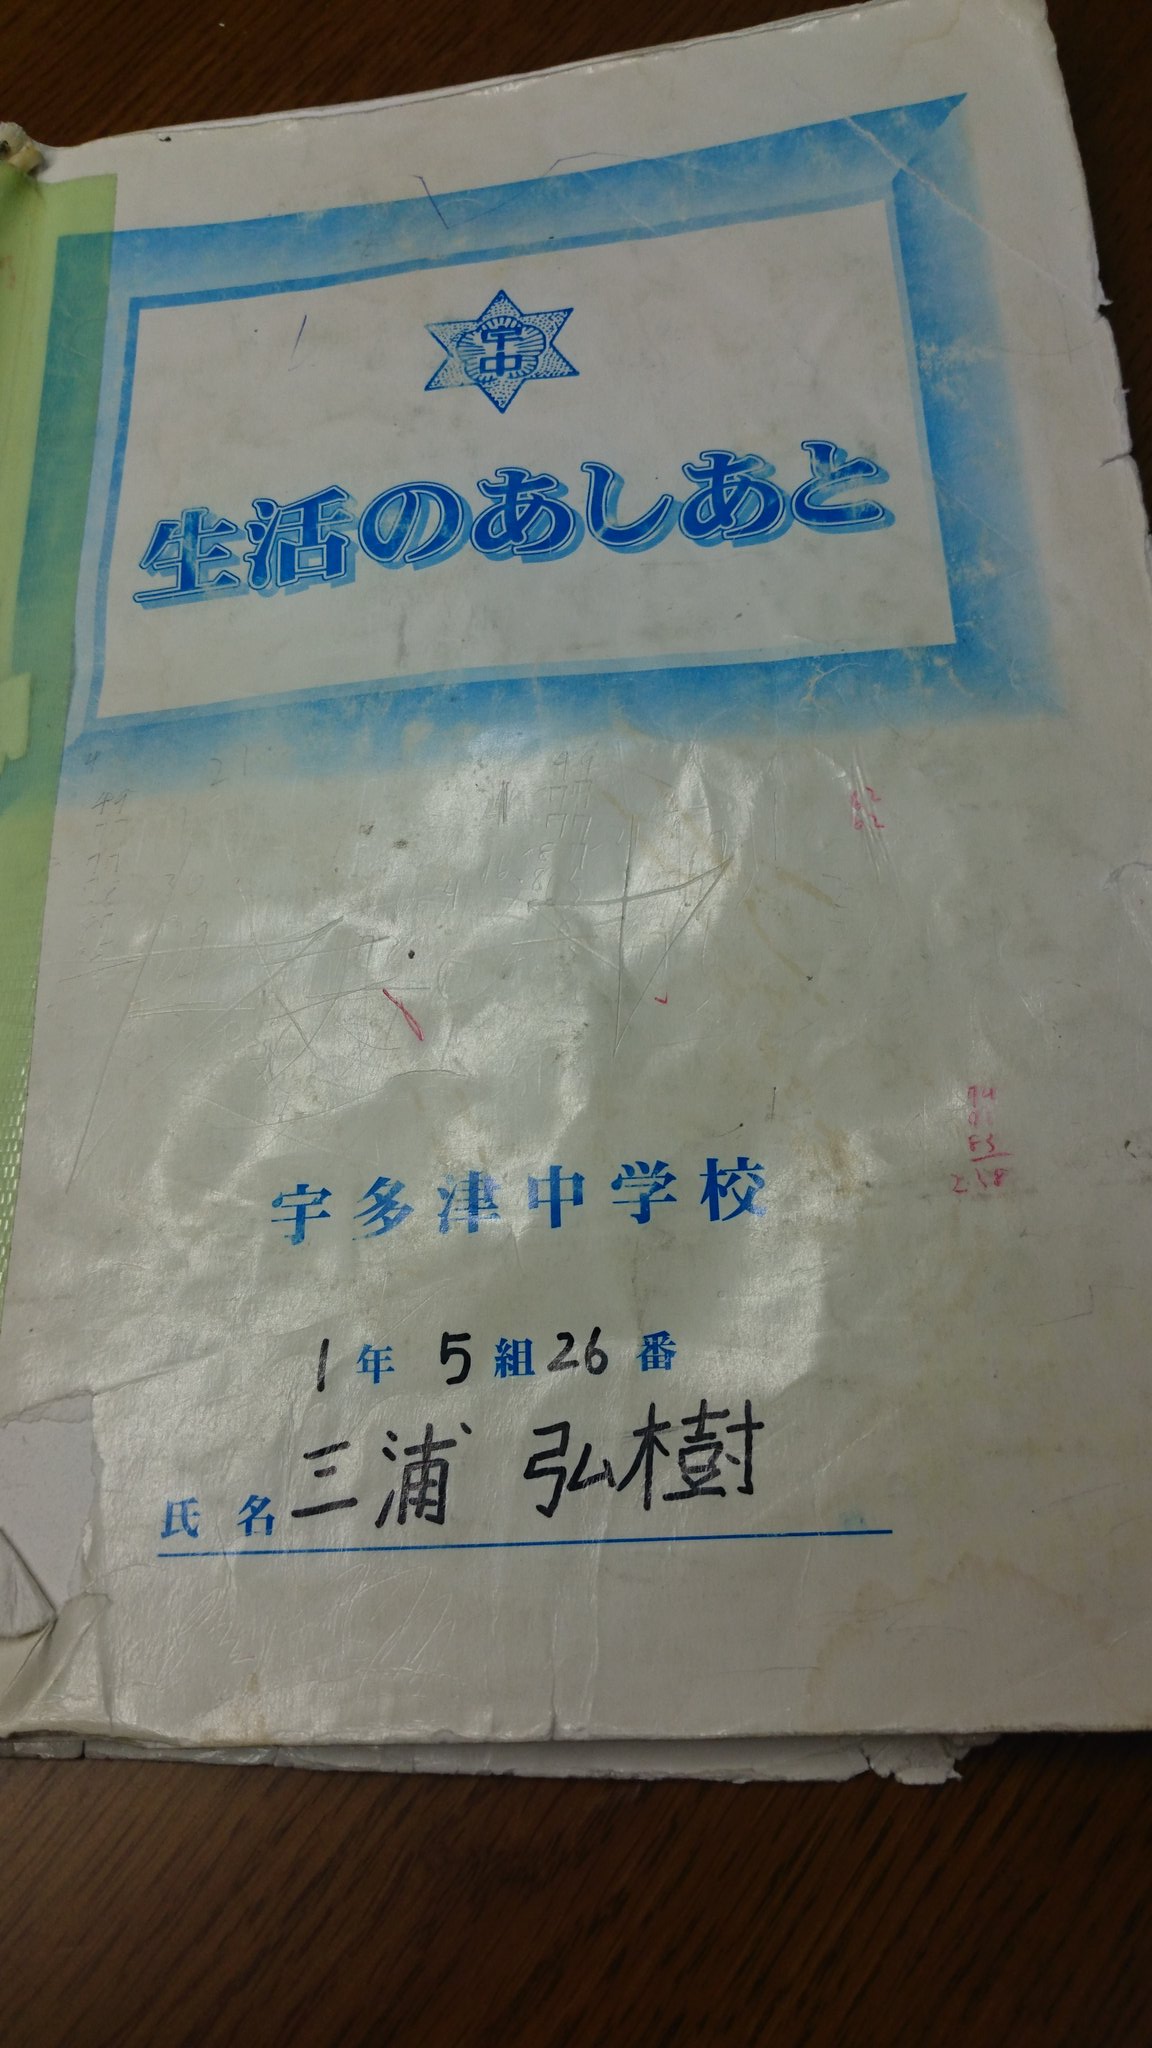 宇中
生活のあしあと
宇多津中学校
1年 5組 26番
氏名 三浦 弘樹